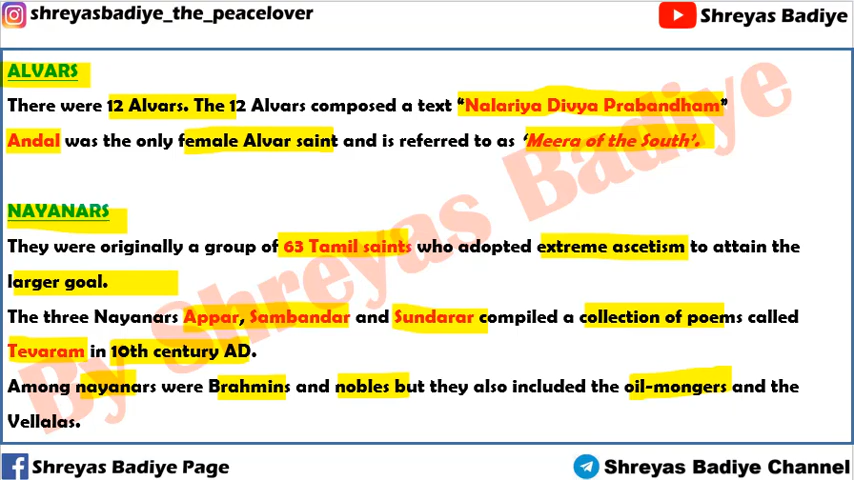 shreyasbadiye_the_peacelover
Shreyas Badiye
ALVARS
There were 12 Alvars. The 12 Alvars composed a text “Nalariya Divya Prabandham”
Andal was the only female Alvar saint and is referred to as ‘Meera of the South’.
NAYANARS
They were originally a group of 63 Tamil saints who adopted extreme ascetism to attain the
larger goal.
The three Nayanars Appar, Sambandar and Sundarar compiled a collection of poems called
Tevaram in 10th century AD.
Among nayanars were Brahmins and nobles but they also included the oil-mongers and the
Vellalas.
By Shreyas Badiye
Shreyas Badiye Page
Shreyas Badiye Channel